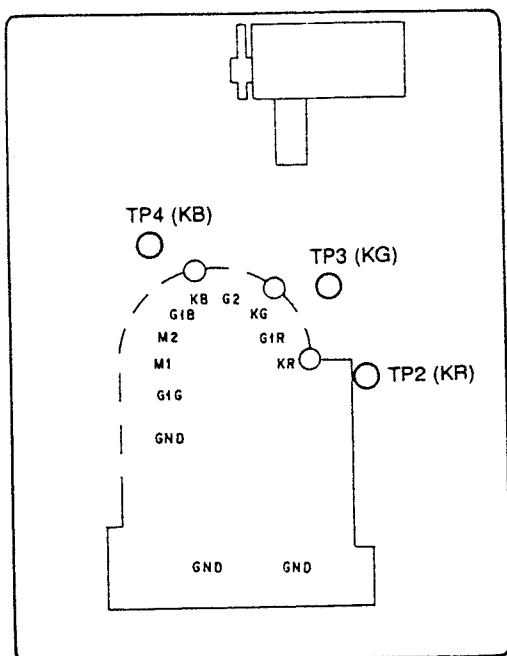 TP4 (KB)
TP3 (KG)
KB
G2
G1B
KG
M2
G1R
M1
KR
TP2 (KR)
G1G
GND
GND
GND